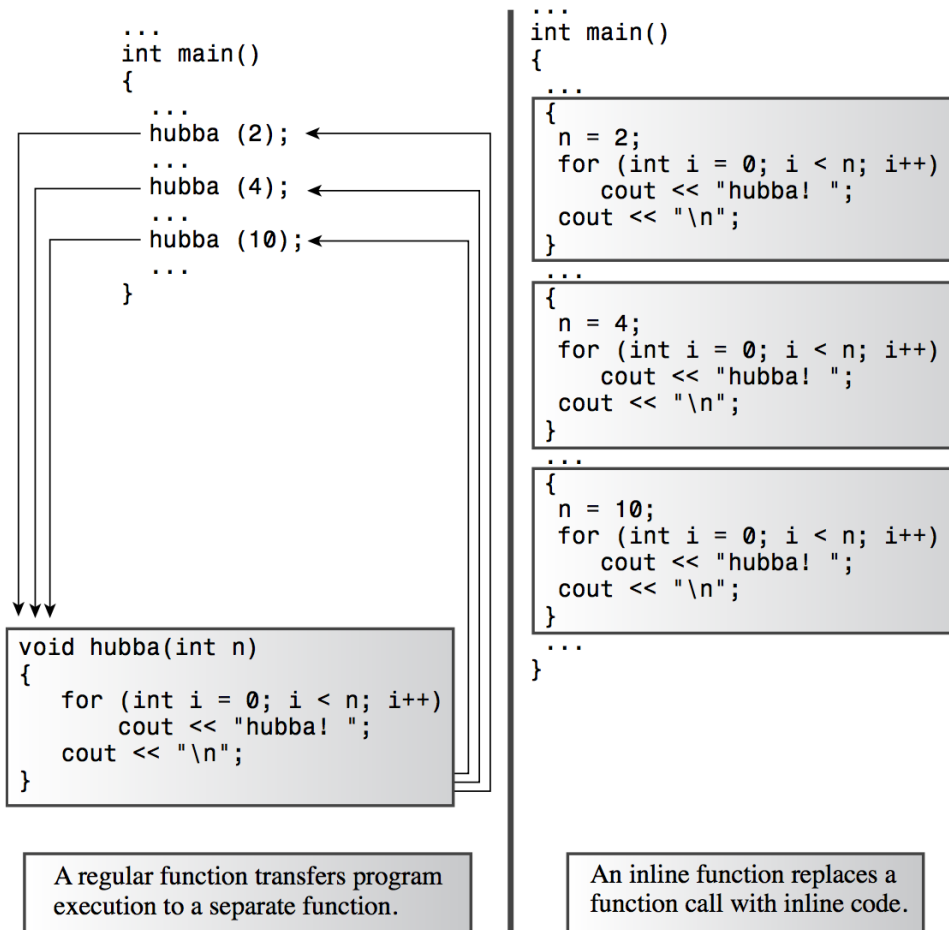 ...
int main()
{
...
hubba (2);
...
hubba (4);
...
hubba (10);
...
}
void hubba(int n)
{
for (int i = 0; i < n; i++)
cout << "hubba! ";
cout << "\n";
}
A regular function transfers program
execution to a separate function.
...
int main()
{
...
{
n = 2;
for (int i = 0; i < n; i++)
cout << "hubba! ";
cout << "\n";
}
...
{
n = 4;
for (int i = 0; i < n; i++)
cout << "hubba! ";
cout << "\n";
}
...
{
n = 10;
for (int i = 0; i < n; i++)
cout << "hubba! ";
cout << "\n";
}
...
}
An inline function replaces a
function call with inline code.